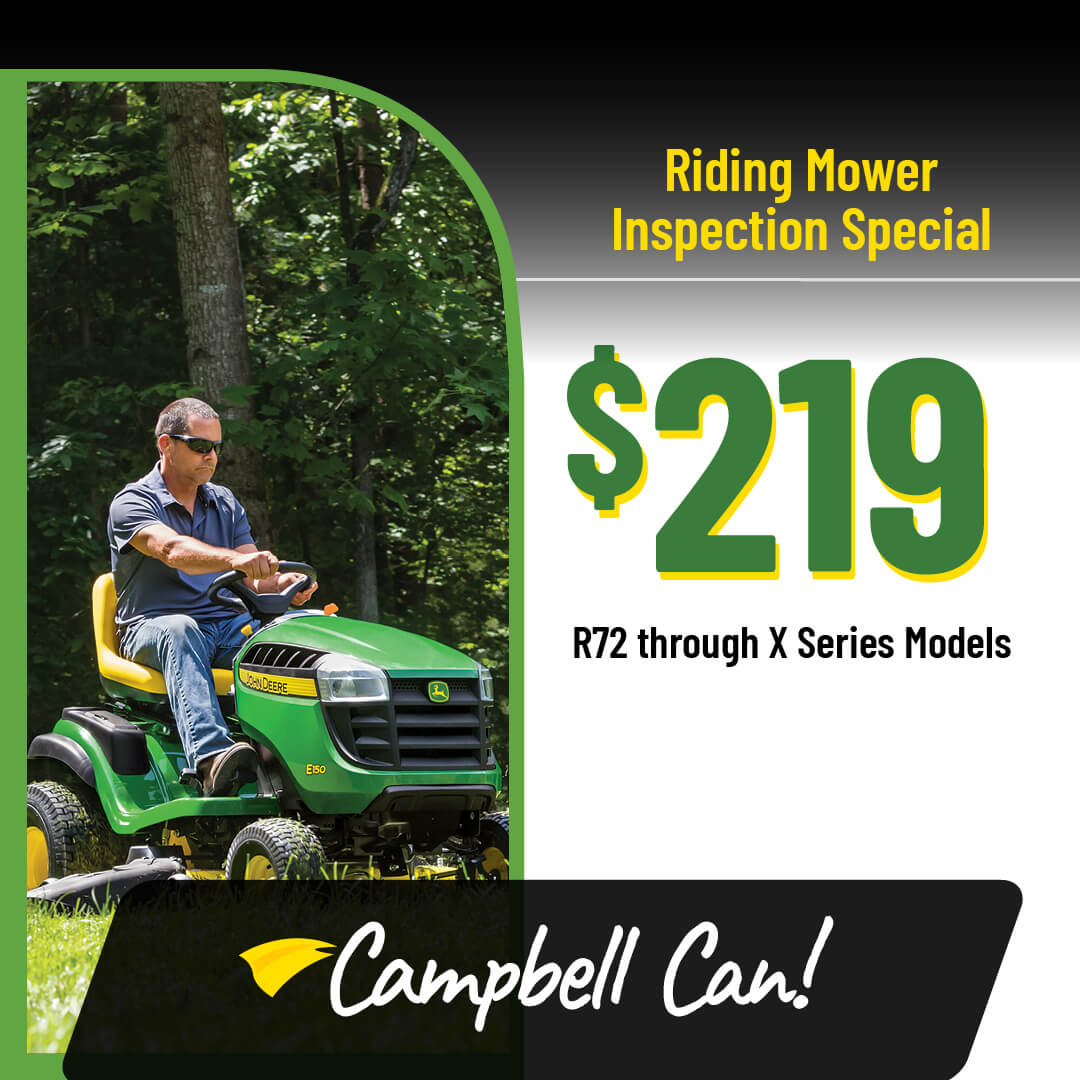 Riding Mower
Inspection Special
$219
R72 through X Series Models
JOHN DEERE
E150
Campbell Can!